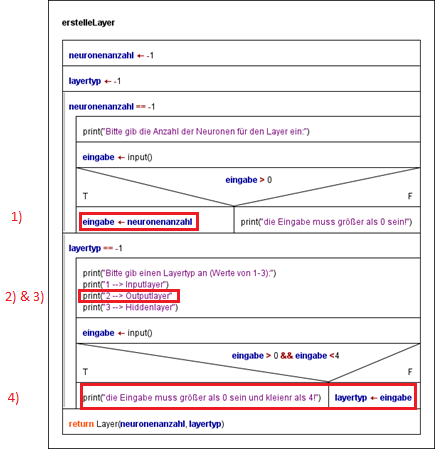 erstelleLayer
neuronenanzahl ← -1
layertyp ← -1
neuronenanzahl == -1
print("Bitte gib die Anzahl der Neuronen für den Layer ein:")
eingabe ← input()
eingabe > 0
T F
1)
eingabe ← neuronenanzahl print("die Eingabe muss größer als 0 sein!")
layertyp == -1
print("Bitte gib einen Layertyp an (Werte von 1-3):")
print("1 --> Inputlayer")
2) & 3)
print("2 --> Outputlayer"
print("3 --> Hiddenlayer")
eingabe ← input()
eingabe > 0 && eingabe <4
T F
4)
print("die Eingabe muss größer als 0 sein und kleienr als 4!") layertyp ← eingabe
return Layer(neuronenanzahl, layertyp)